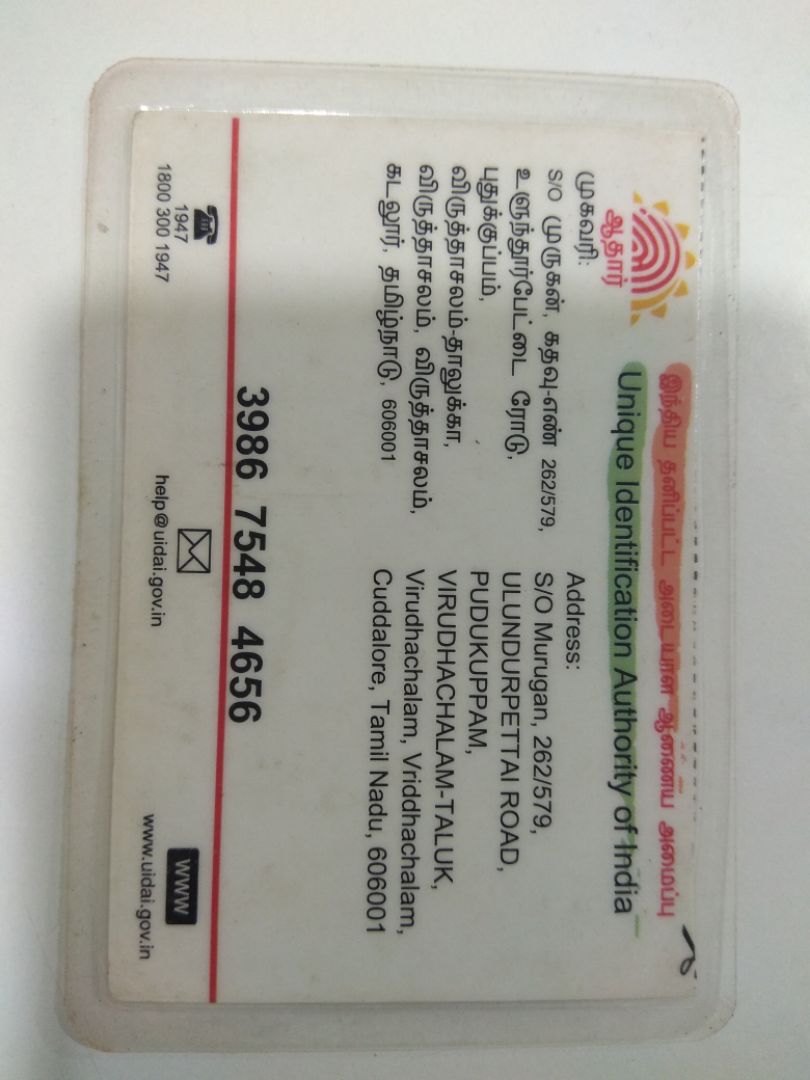 ஆதார்
இந்திய தனிப்பட்ட அடையாள ஆணைய அமைப்பு
Unique Identification Authority of India
முகவரி:
S/O முருகன், கதவு-எண் 262/579,
உளுந்தூர்பேட்டை ரோடு,
புதுக்குப்பம்,
விருத்தாசலம்-தாலுக்கா,
விருத்தாசலம், விருத்தாசலம்,
கடலூர், தமிழ்நாடு, 606001
Address:
S/O Murugan, 262/579,
ULUNDURPETTAI ROAD,
PUDUKUPPAM,
VIRUDHACHALAM-TALUK,
Virudhachalam, Vriddhachalam,
Cuddalore, Tamil Nadu, 606001
3986 7548 4656
1947
1800 300 1947
help@uidai.gov.in
www
www.uidai.gov.in